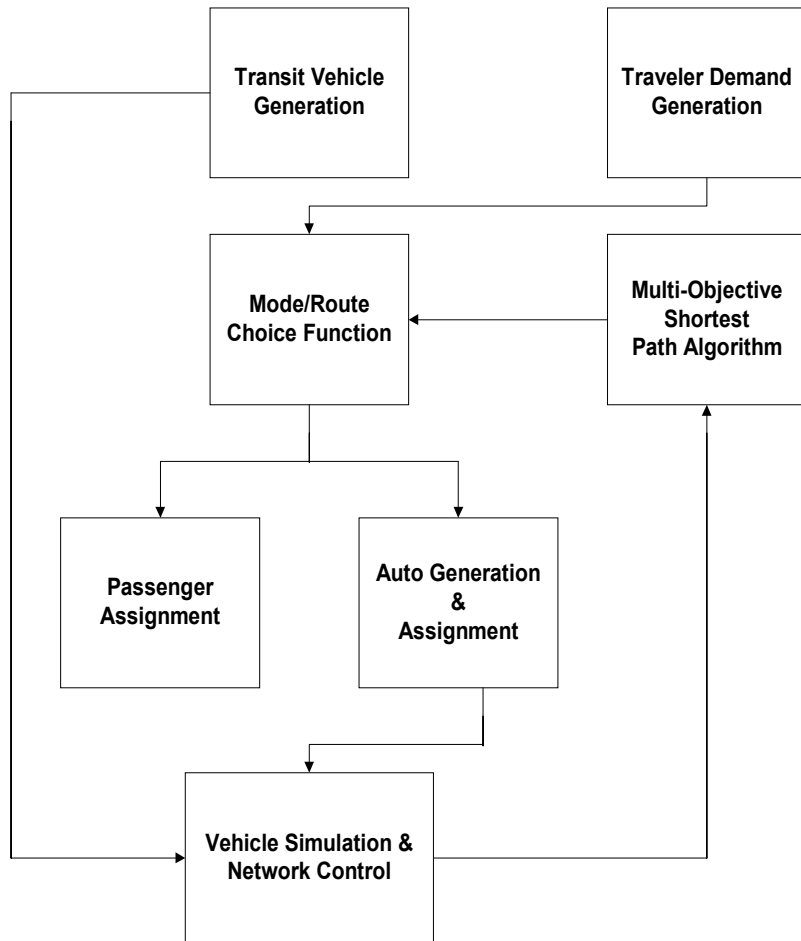 Transit Vehicle
Generation
Traveler Demand
Generation
Mode/Route
Choice Function
Multi-Objective
Shortest
Path Algorithm
Passenger
Assignment
Auto Generation
&
Assignment
Vehicle Simulation &
Network Control